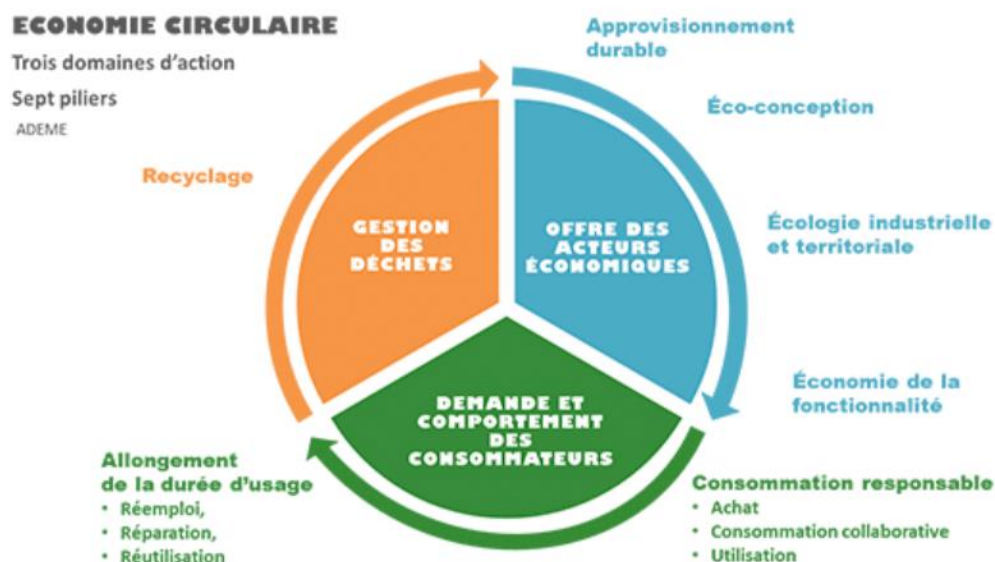 ECONOMIE CIRCULAIRE
Trois domaines d'action
Sept piliers
ADEME
Approvisionnement
durable
Éco-conception
Écologie industrielle
et territoriale
Économie de la
fonctionnalité
Recyclage
GESTION
DES
DÉCHETS
OFFRE DES
ACTEURS
ÉCONOMIQUES
DEMANDE ET
COMPORTEMENT
DES
CONSOMMATEURS
Consommation responsable
• Achat
• Consommation collaborative
• Utilisation
Allongement
de la durée d'usage
• Réemploi,
• Réparation,
• Réutilisation